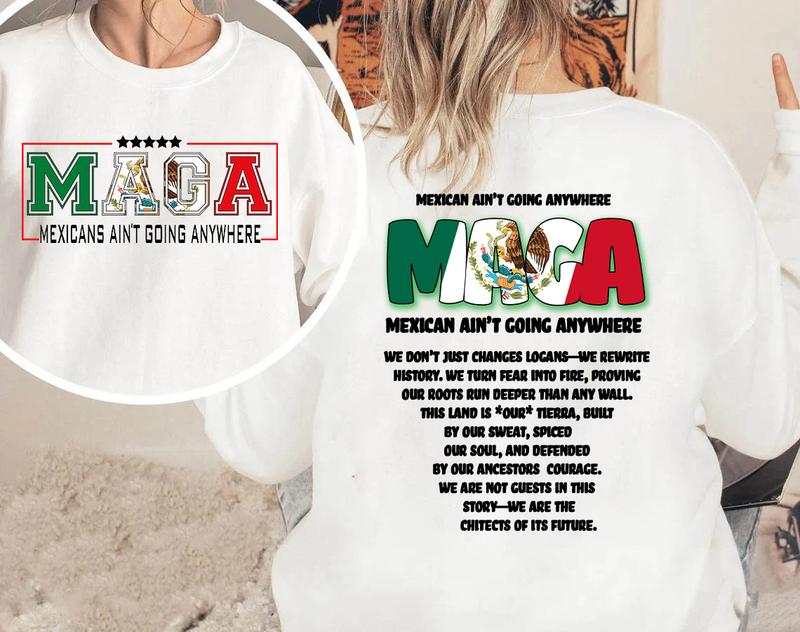 MAGA
MEXICANS AIN'T GOING ANYWHERE
MEXICAN AIN'T GOING ANYWHERE
MAGA
MEXICAN AIN'T GOING ANYWHERE
WE DON'T JUST CHANGES LOGANS—WE REWRITE
HISTORY. WE TURN FEAR INTO FIRE, PROVING
OUR ROOTS RUN DEEPER THAN ANY WALL.
THIS LAND IS *OUR* TIERRA, BUILT
BY OUR SWEAT, SPICED
OUR SOUL, AND DEFENDED
BY OUR ANCESTORS COURAGE.
WE ARE NOT GUESTS IN THIS
STORY—WE ARE THE
CHITECTS OF ITS FUTURE.